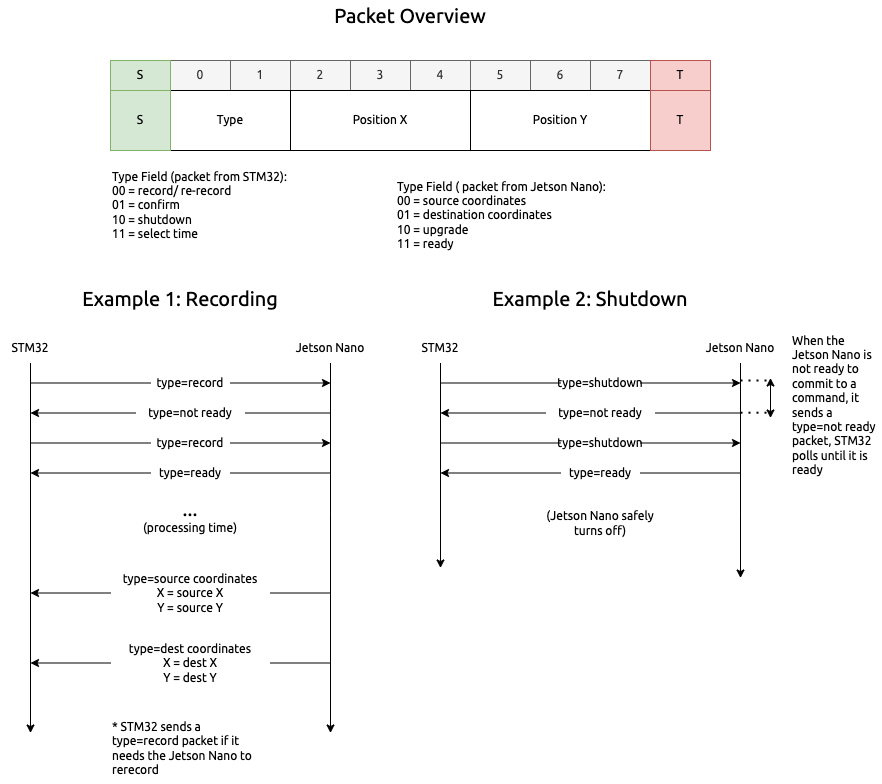 Packet Overview
S 0 1 2 3 4 5 6 7 T
S Type Position X Position Y T
Type Field (packet from STM32):
00 = record/ re-record
01 = confirm
10 = shutdown
11 = select time
Type Field ( packet from Jetson Nano):
00 = source coordinates
01 = destination coordinates
10 = upgrade
11 = ready
Example 1: Recording
STM32 Jetson Nano
type=record
type=not ready
type=record
type=ready
...
(processing time)
type=source coordinates
X = source X
Y = source Y
type=dest coordinates
X = dest X
Y = dest Y
* STM32 sends a
type=record packet if it
needs the Jetson Nano to
rerecord
Example 2: Shutdown
STM32 Jetson Nano
type=shutdown
type=not ready
type=shutdown
type=ready
(Jetson Nano safely
turns off)
When the
Jetson Nano is
not ready to
commit to a
command, it
sends a
type=not ready
packet, STM32
polls until it is
ready